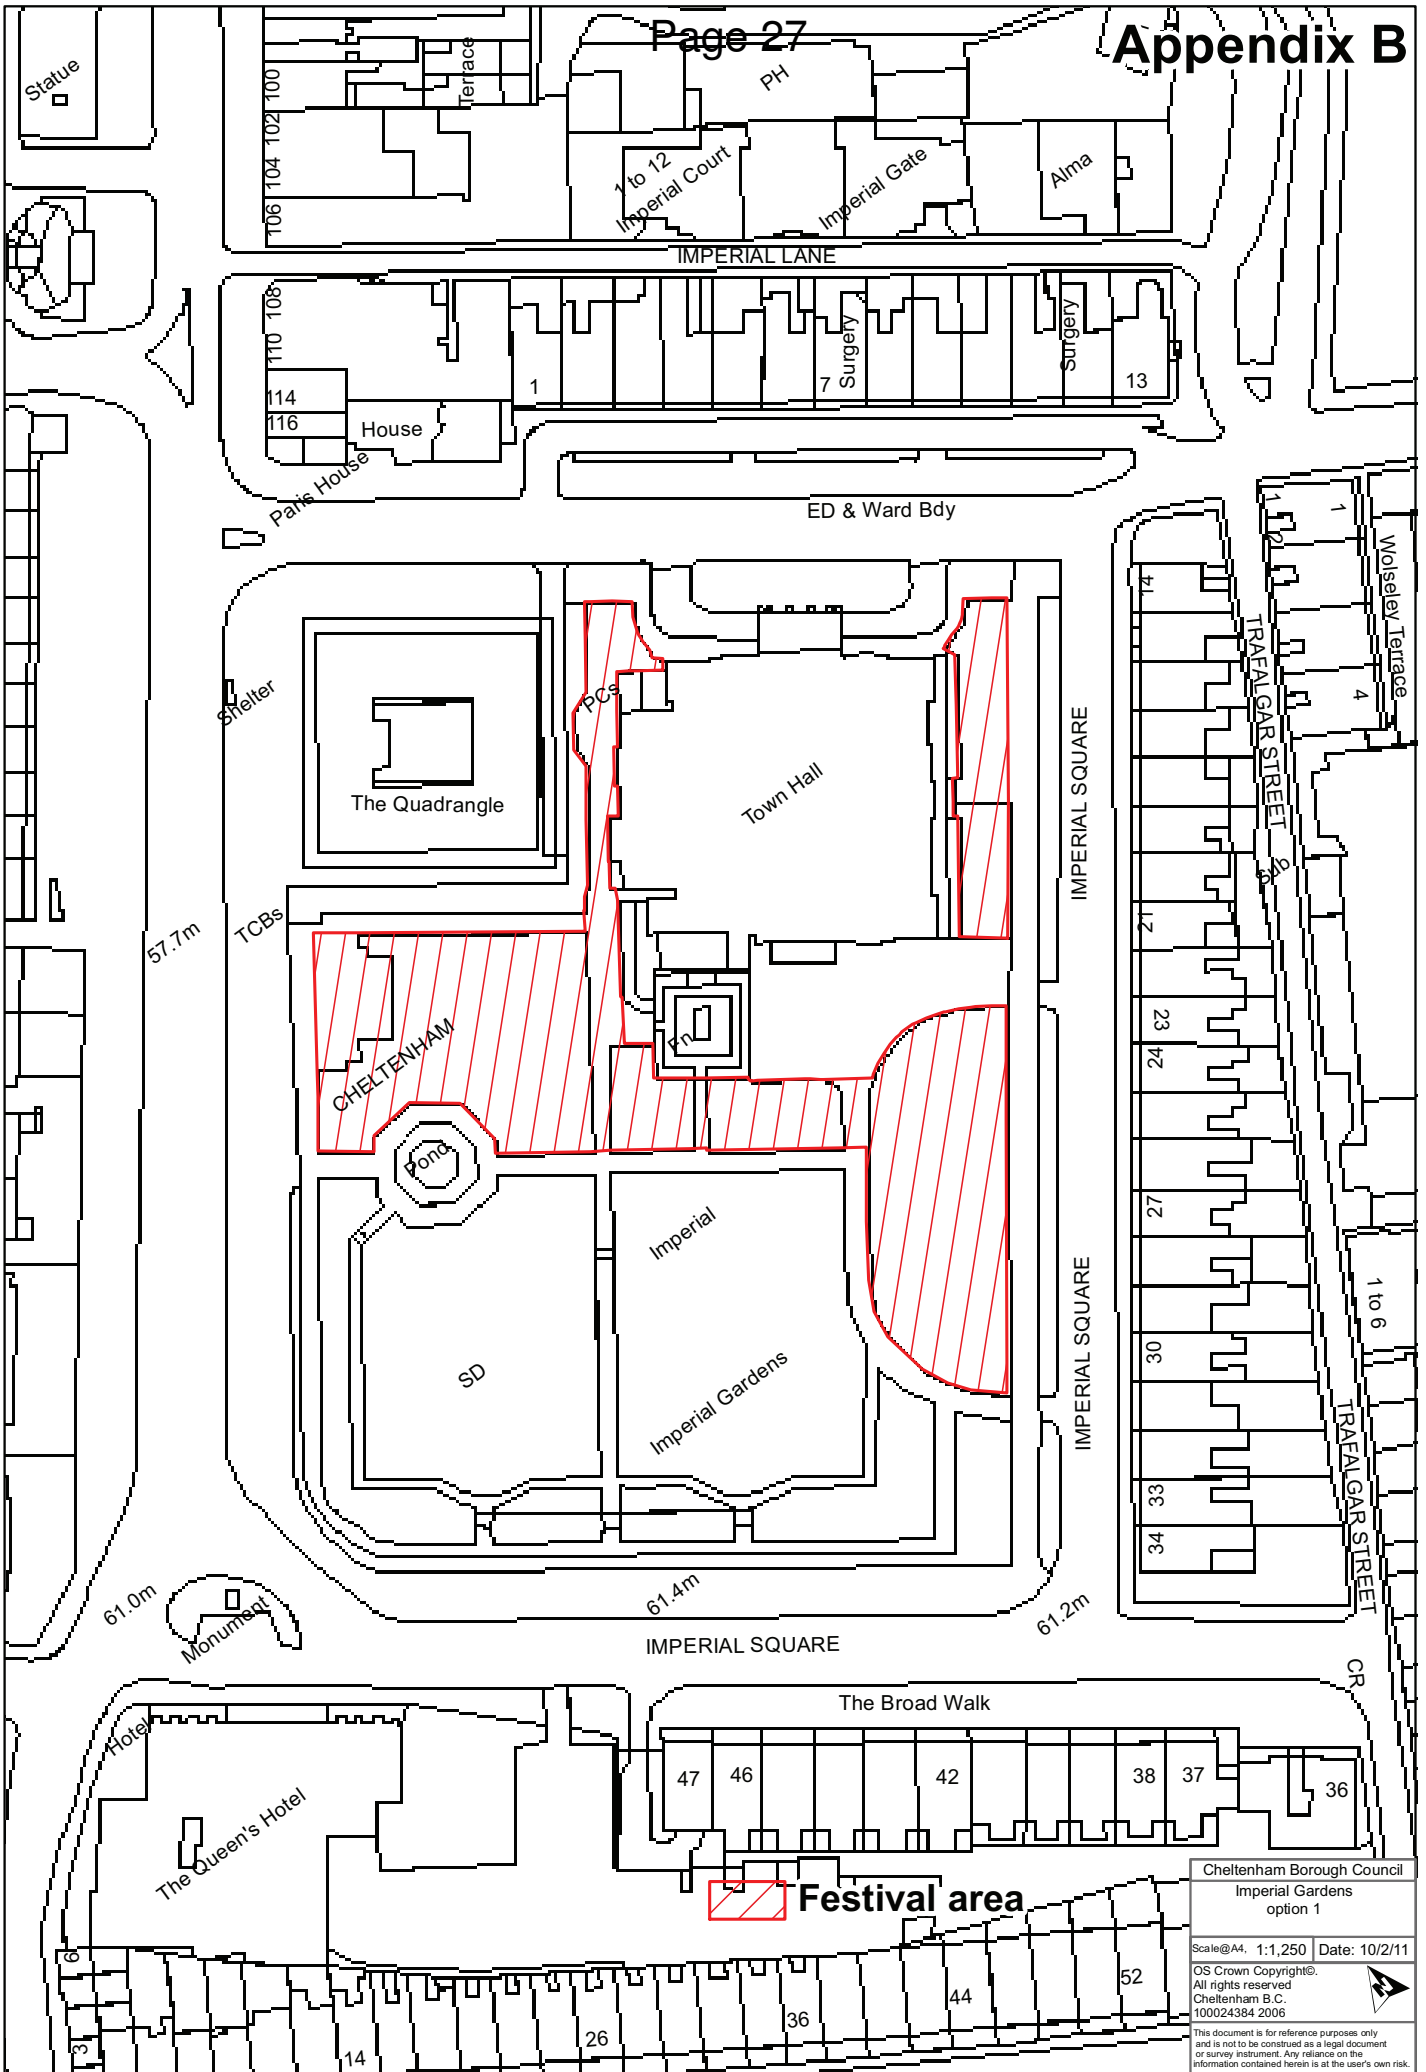 Page 27
Appendix B
Statue
Terrace
PH
100
102
104
106
1 to 12
Imperial Court
Imperial Gate
Alma
IMPERIAL LANE
108
110
114
116
House
Paris House
1
7
Surgery
Surgery
13
ED & Ward Bdy
1
2
1
4
Wolseley Terrace
14
TRAFALGAR STREET
Shelter
PCs
The Quadrangle
Town Hall
IMPERIAL SQUARE
Sub
21
TCBs
57.7m
CHELTENHAM
Fn
23
24
Pond
27
Imperial
IMPERIAL SQUARE
1 to 6
30
SD
Imperial Gardens
TRAFALGAR STREET
33
34
61.0m
Monument
61.4m
61.2m
IMPERIAL SQUARE
CR
The Broad Walk
Hotel
47
46
42
38
37
36
The Queen's Hotel
Festival area
6
3
14
26
36
44
52
Cheltenham Borough Council
Imperial Gardens
option 1
Scale@A4, 1:1,250
Date: 10/2/11
OS Crown Copyright©.
All rights reserved
Cheltenham B.C.
100024384 2006
N
This document is for reference purposes only
and is not to be construed as a legal document
or survey instrument. Any reliance on the
information contained herein is at the user's own risk.